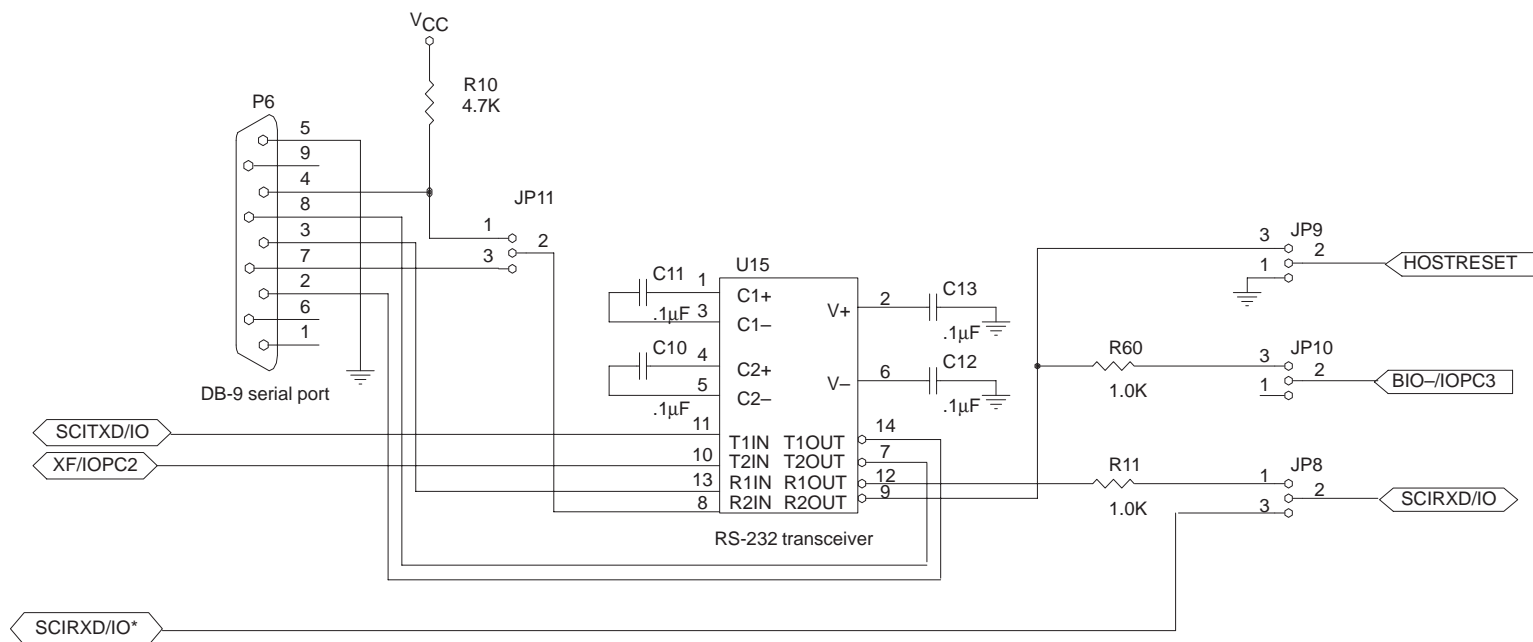 VCC
R10
4.7K
P6
5
9
4
8
3
7
2
6
1
DB-9 serial port
JP11
1
2
3
U15
C11
1
.1µF
3
C10
4
5
.1µF
C1+
C1–
C2+
C2–
V+
V–
2
C13
.1µF
6
C12
.1µF
SCITXD/IO
11
T1IN T1OUT
14
XF/IOPC2
10
T2IN T2OUT
7
13
R1IN R1OUT
12
8
R2IN R2OUT
9
RS-232 transceiver
JP9
3
2
1
HOSTRESET
R60
1.0K
JP10
3
2
1
BIO–/IOPC3
R11
1.0K
JP8
1
2
3
SCIRXD/IO
SCIRXD/IO*